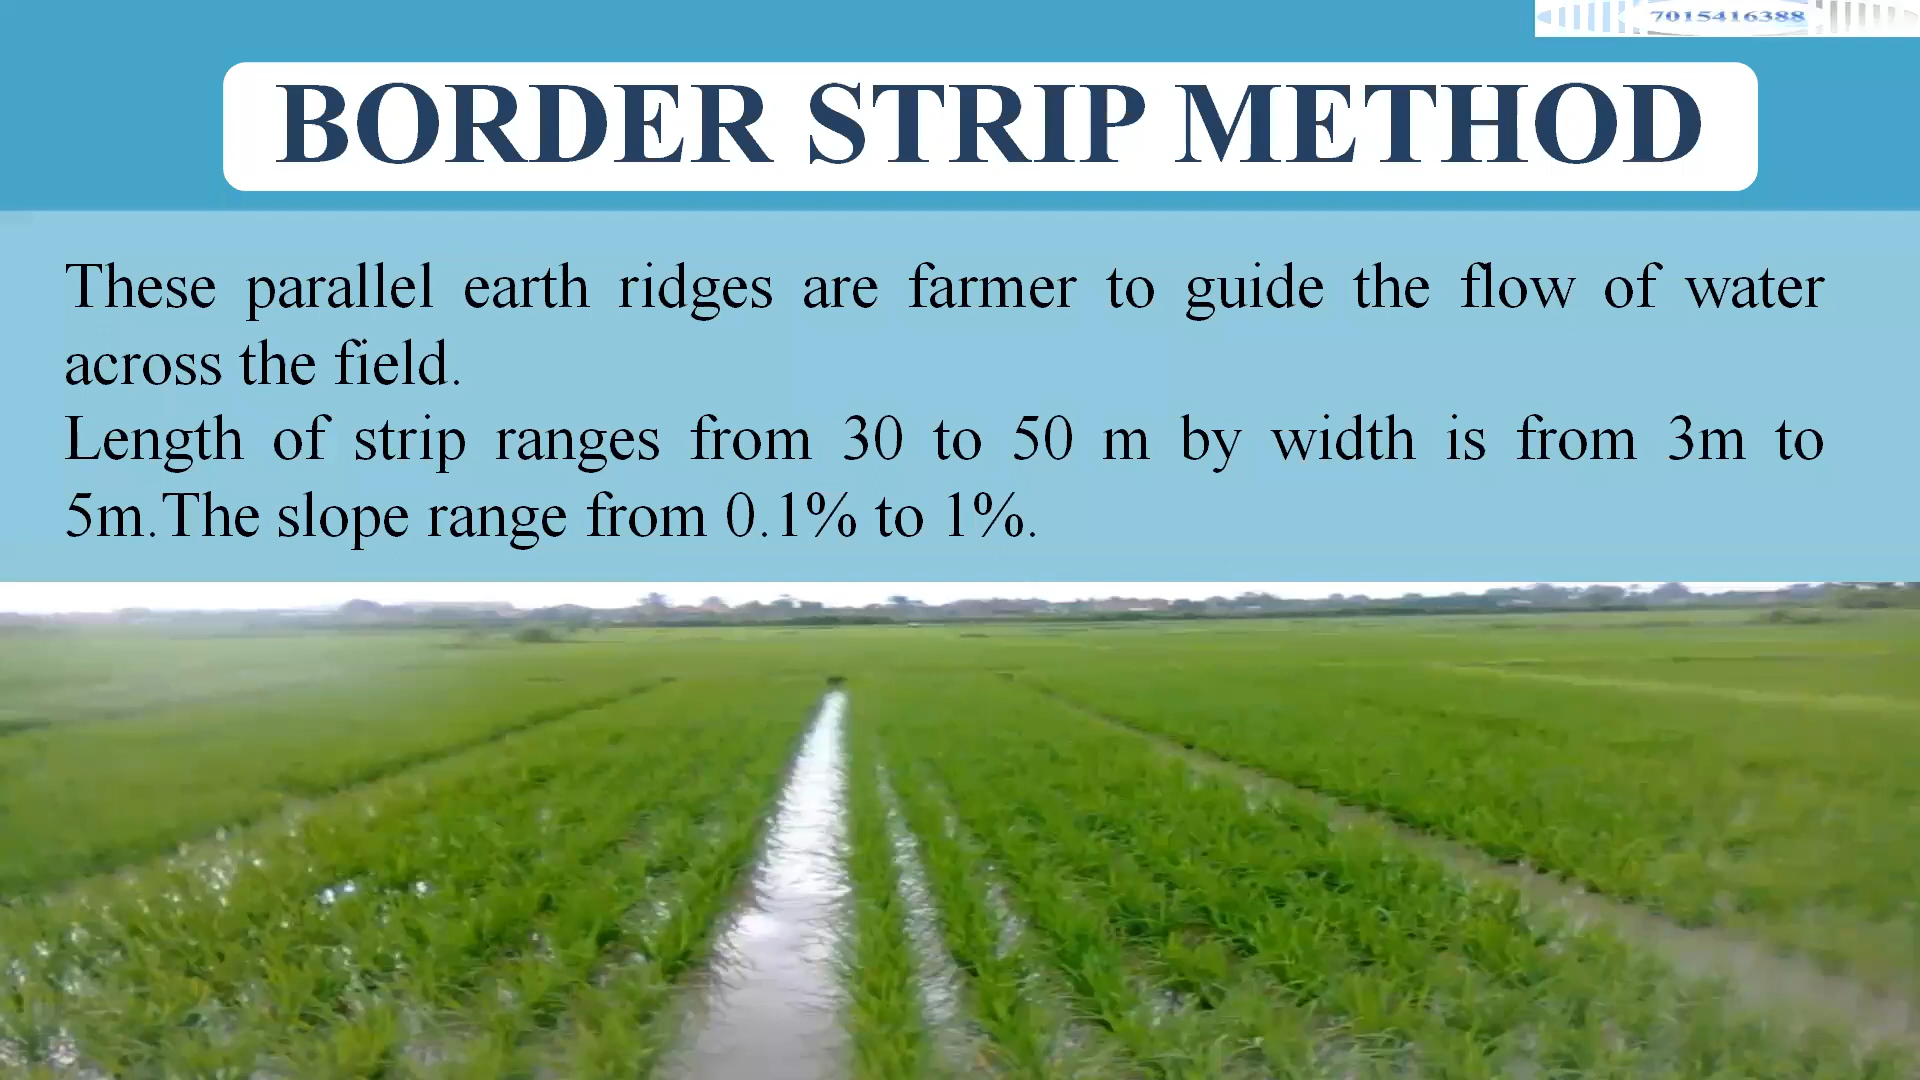 7015416388
BORDER STRIP METHOD
These parallel earth ridges are farmer to guide the flow of water
across the field.
Length of strip ranges from 30 to 50 m by width is from 3m to
5m.The slope range from 0.1% to 1%.